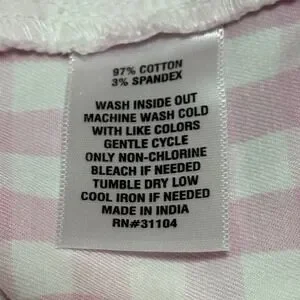 97% COTTON
3% SPANDEX
WASH INSIDE OUT
MACHINE WASH COLD
WITH LIKE COLORS
GENTLE CYCLE
ONLY NON-CHLORINE
BLEACH IF NEEDED
TUMBLE DRY LOW
COOL IRON IF NEEDED
MADE IN INDIA
RN#31104